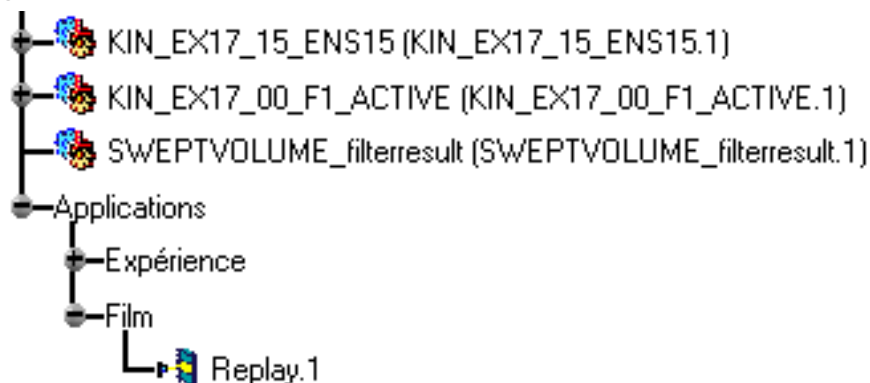 KIN_EX17_15_ENS15 (KIN_EX17_15_ENS15.1)
KIN_EX17_00_F1_ACTIVE (KIN_EX17_00_F1_ACTIVE.1)
SWEPTVOLUME_filterresult (SWEPTVOLUME_filterresult.1)
Applications
Expérience
Film
Replay.1